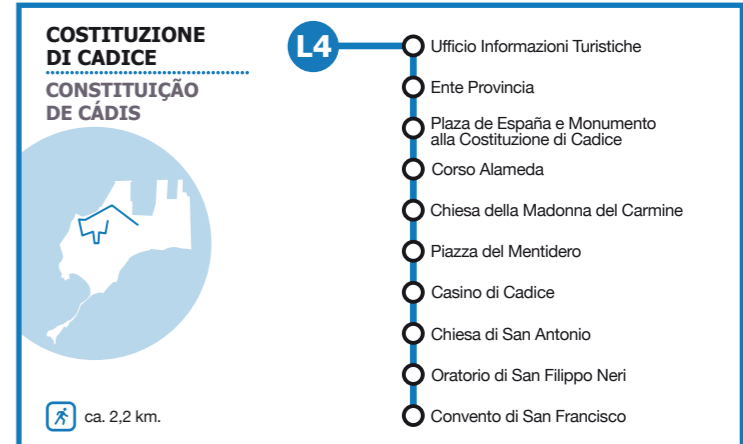 COSTITUZIONE
DI CADICE
CONSTITUIÇÃO
DE CÁDIS
ca. 2,2 km.
L4
Ufficio Informazioni Turistiche
Ente Provincia
Plaza de España e Monumento
alla Costituzione di Cadice
Corso Alameda
Chiesa della Madonna del Carmine
Piazza del Mentidero
Casino di Cadice
Chiesa di San Antonio
Oratorio di San Filippo Neri
Convento di San Francisco